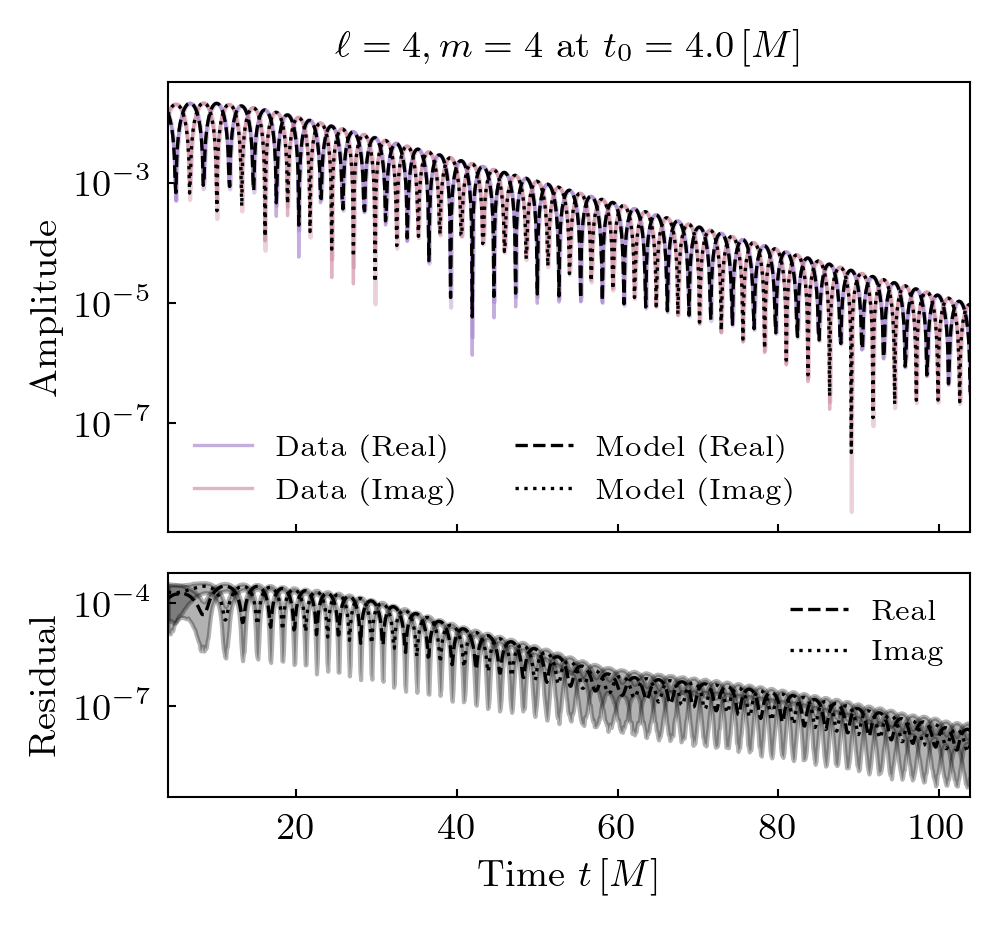 ℓ = 4, m = 4 at t₀ = 4.0 [M]
Amplitude
10⁻³
10⁻⁵
10⁻⁷
Data (Real)
Data (Imag)
Model (Real)
Model (Imag)
Residual
10⁻⁴
10⁻⁷
Real
Imag
20 40 60 80 100
Time t [M]